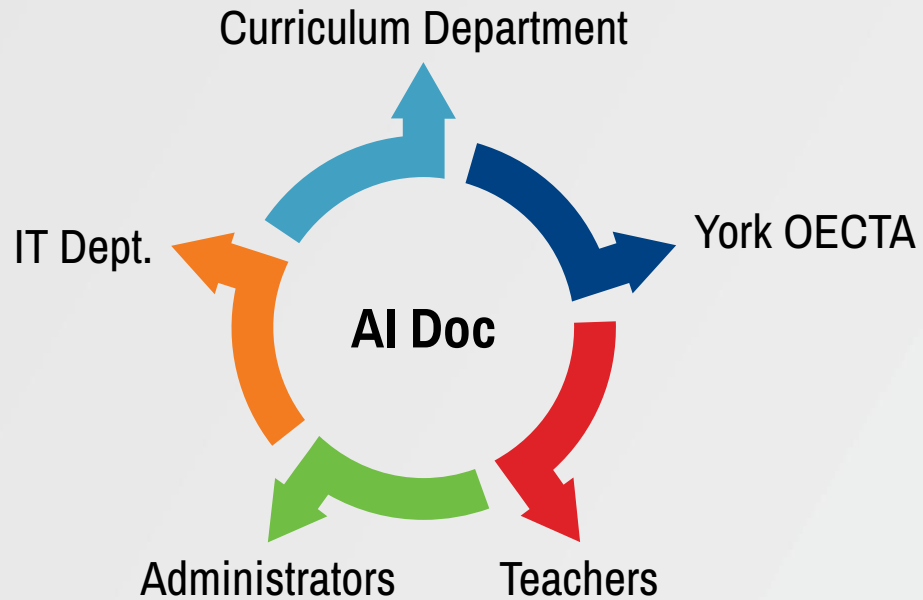 Curriculum Department
IT Dept.
York OECTA
AI Doc
Administrators
Teachers